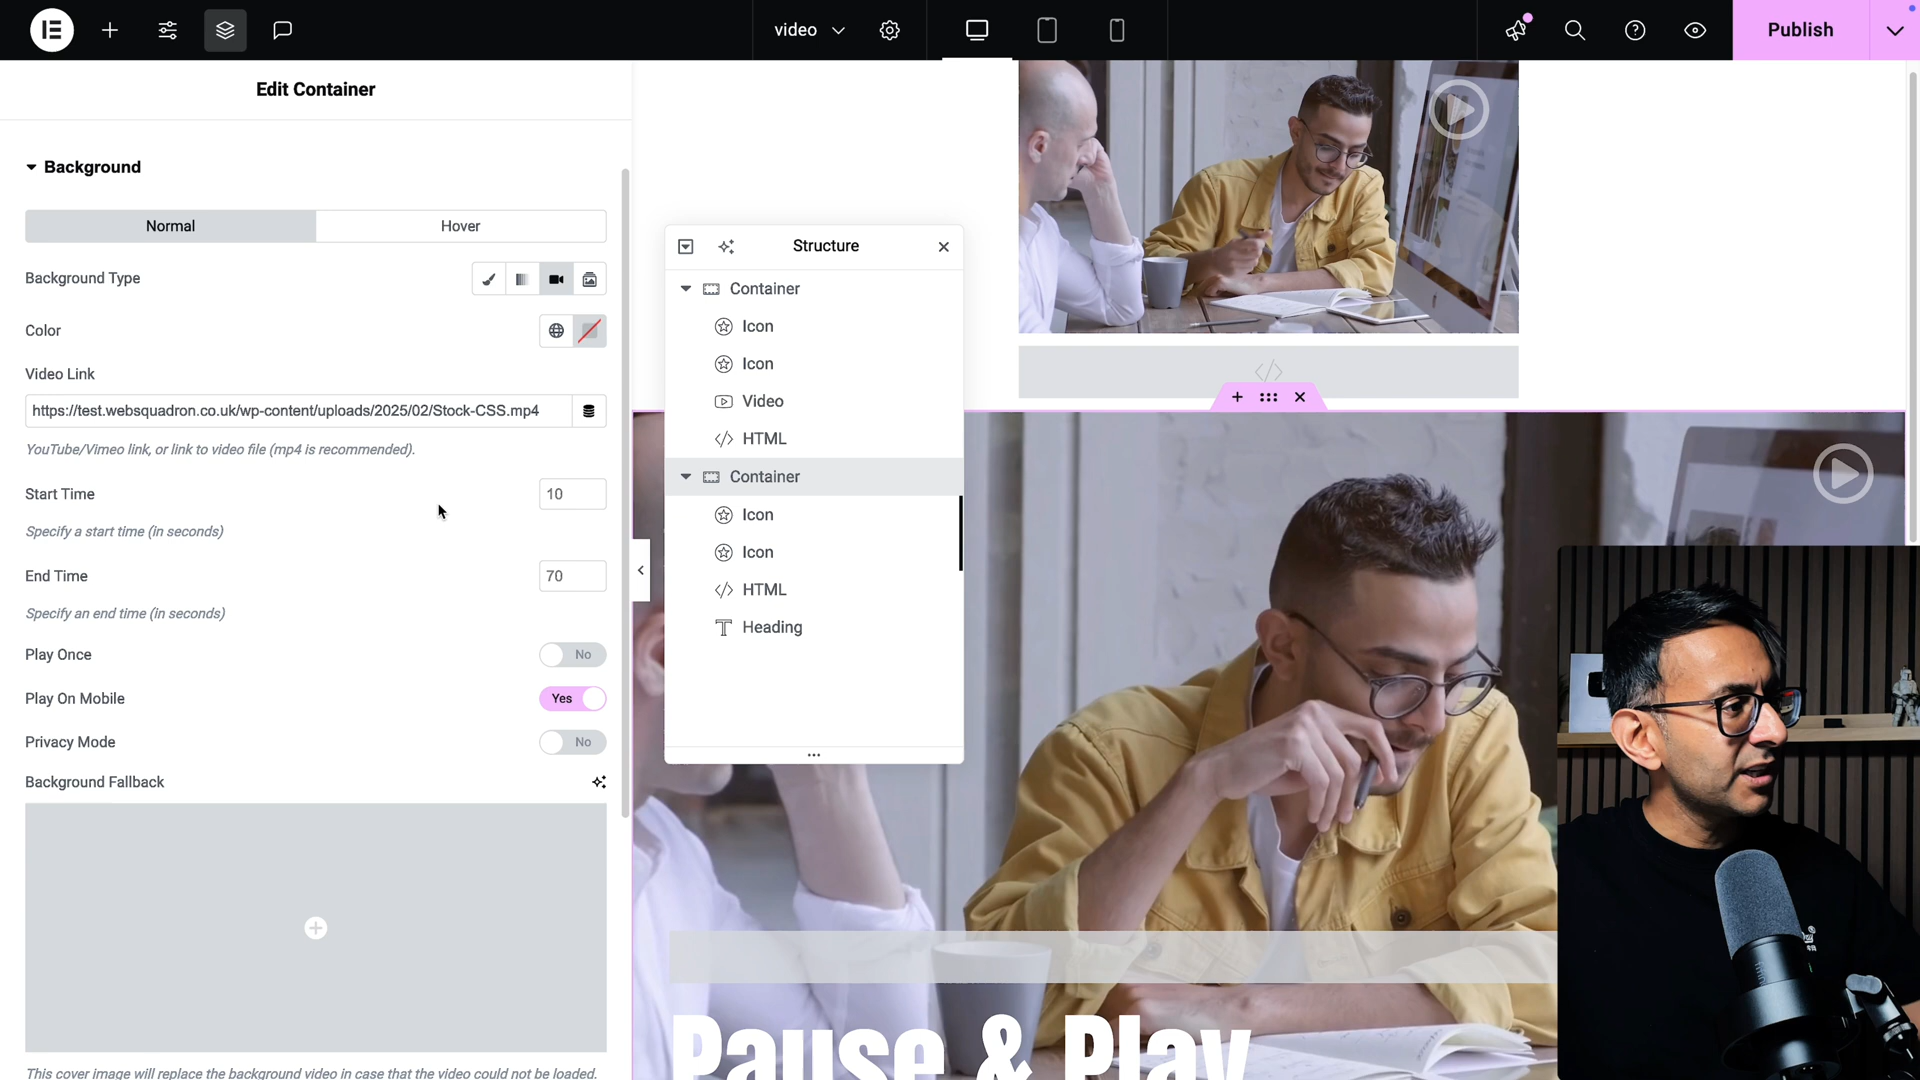 video
Publish
Edit Container
Background
Normal
Hover
Background Type
Color
Video Link
https://test.websquadron.co.uk/wp-content/uploads/2025/02/Stock-CSS.mp4
YouTube/Vimeo link, or link to video file (mp4 is recommended).
Start Time
10
Specify a start time (in seconds)
End Time
70
Specify an end time (in seconds)
Play Once
No
Play On Mobile
Yes
Privacy Mode
No
Background Fallback
This cover image will replace the background video in case that the video could not be loaded.
Structure
Container
Icon
Icon
Video
HTML
Container
Icon
Icon
HTML
Heading
Pause & Play